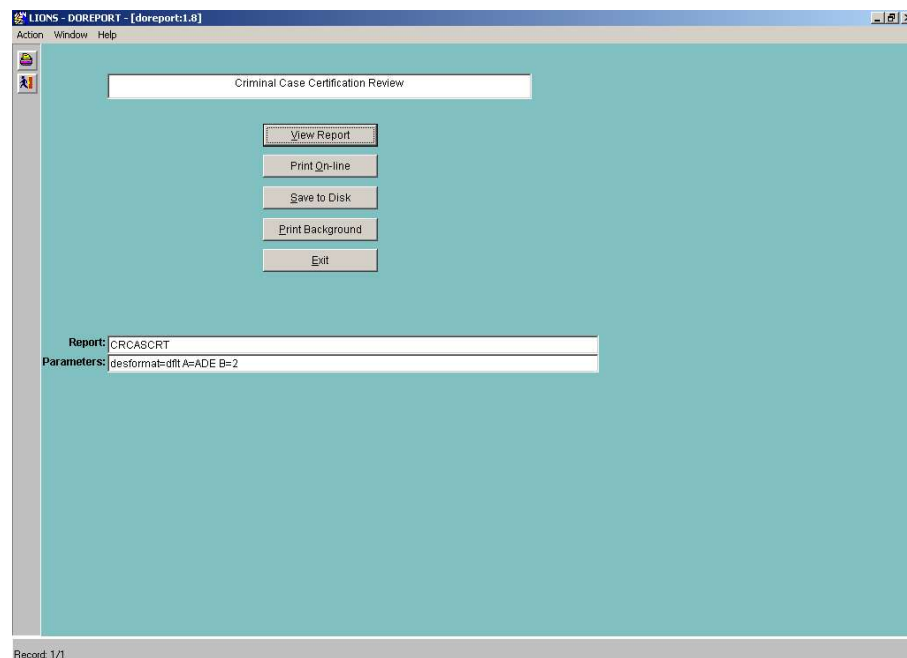 LIONS - DOREPORT - [doreport:1.8]
Action Window Help
Criminal Case Certification Review
View Report
Print On-line
Save to Disk
Print Background
Exit
Report: CRCASCRT
Parameters: desformat=dflt A=ADE B=2
Record: 1/1